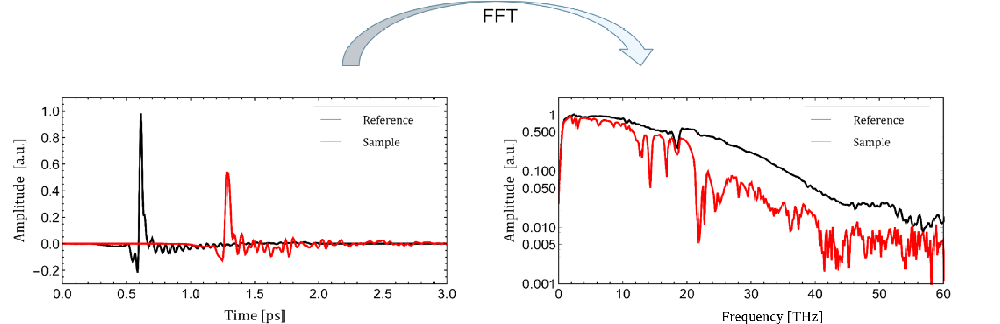 FFT
Amplitude [a.u.]
1.0
0.8
0.6
0.4
0.2
0.0
−0.2
Reference
Sample
0.0 0.5 1.0 1.5 2.0 2.5 3.0
Time [ps]
Amplitude [a.u.]
1
0.500
0.100
0.050
0.010
0.005
0.001
Reference
Sample
0 10 20 30 40 50 60
Frequency [THz]